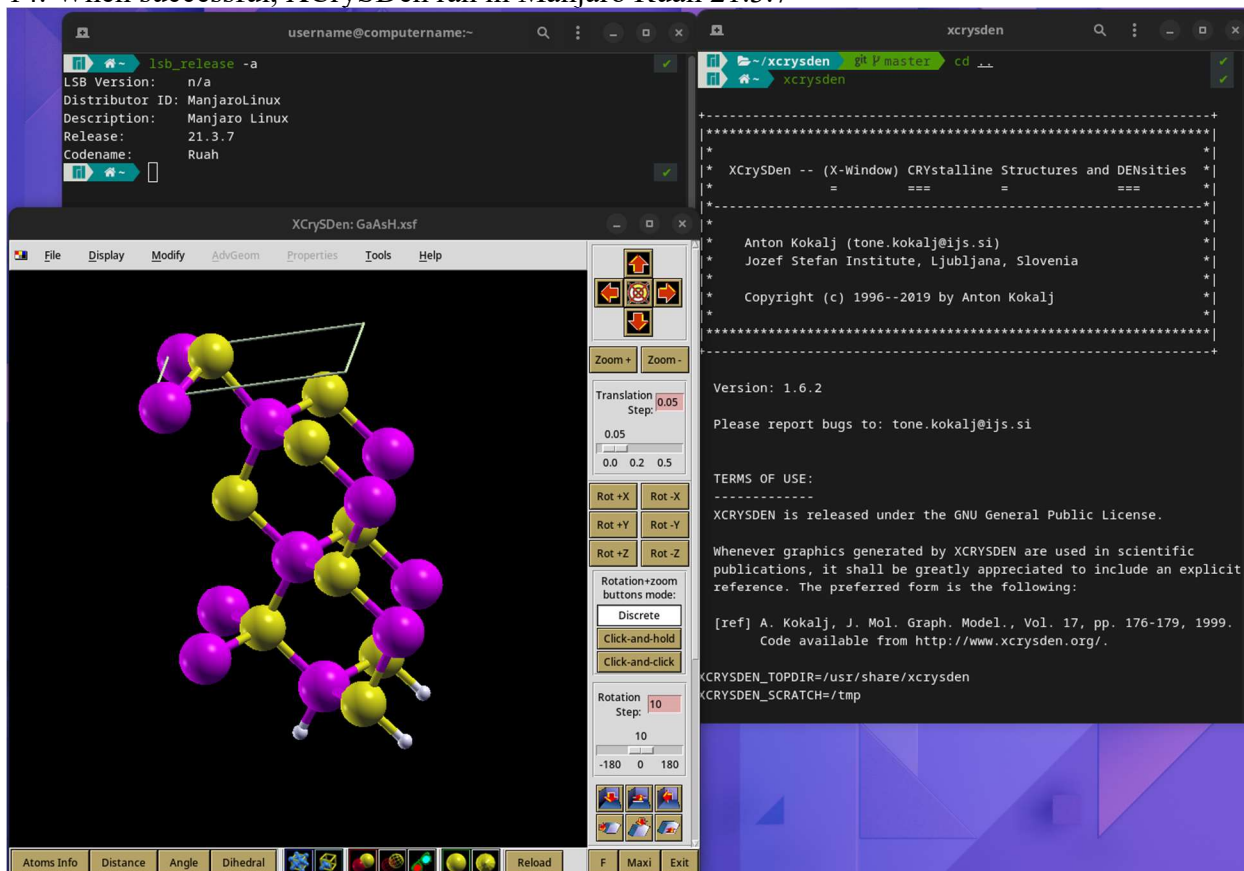 14. When successful, XCrySDen run in Manjaro Ruah 21.3.7
username@computername:~
~ lsb_release -a
LSB Version: n/a
Distributor ID: ManjaroLinux
Description: Manjaro Linux
Release: 21.3.7
Codename: Ruah
~
xcrysden
~/xcrysden git master cd ..
~ xcrysden
+------------------------------------------------------------------+
|******************************************************************|
|* *|
|* XCrySDen -- (X-Window) CRYstalline Structures and DENsities *|
|* = === = === *|
|*----------------------------------------------------------------*|
|* *|
|* Anton Kokalj (tone.kokalj@ijs.si) *|
|* Jozef Stefan Institute, Ljubljana, Slovenia *|
|* *|
|* Copyright (c) 1996--2019 by Anton Kokalj *|
|* *|
|******************************************************************|
+------------------------------------------------------------------+
Version: 1.6.2
Please report bugs to: tone.kokalj@ijs.si
TERMS OF USE:
-------------
XCRYSDEN is released under the GNU General Public License.
Whenever graphics generated by XCRYSDEN are used in scientific
publications, it shall be greatly appreciated to include an explicit
reference. The preferred form is the following:
[ref] A. Kokalj, J. Mol. Graph. Model., Vol. 17, pp. 176-179, 1999.
Code available from http://www.xcrysden.org/.
XCRYSDEN_TOPDIR=/usr/share/xcrysden
XCRYSDEN_SCRATCH=/tmp
XCrySDen: GaAsH.xsf
File Display Modify AdvGeom Properties Tools Help
Zoom + Zoom -
Translation
Step: 0.05
0.05
0.0 0.2 0.5
Rot +X Rot -X
Rot +Y Rot -Y
Rot +Z Rot -Z
Rotation+zoom
buttons mode:
Discrete
Click-and-hold
Click-and-click
Rotation
Step: 10
10
-180 0 180
Atoms Info Distance Angle Dihedral Reload F Maxi Exit